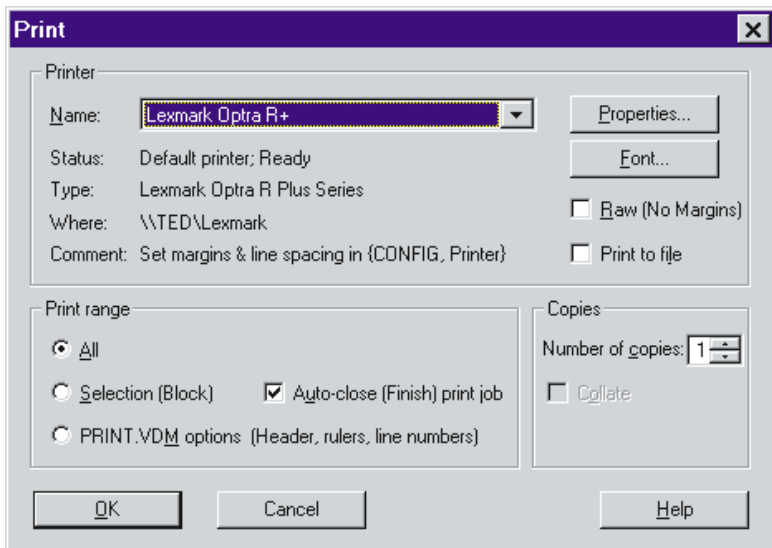 Print
Printer
Name: Lexmark Optra R+
Properties...
Status: Default printer; Ready
Font...
Type: Lexmark Optra R Plus Series
Raw (No Margins)
Where: \\TED\Lexmark
Comment: Set margins & line spacing in {CONFIG, Printer}
Print to file
Print range
Copies
All
Number of copies: 1
Selection (Block)
Auto-close (Finish) print job
Collate
PRINT.VDM options (Header, rulers, line numbers)
OK
Cancel
Help